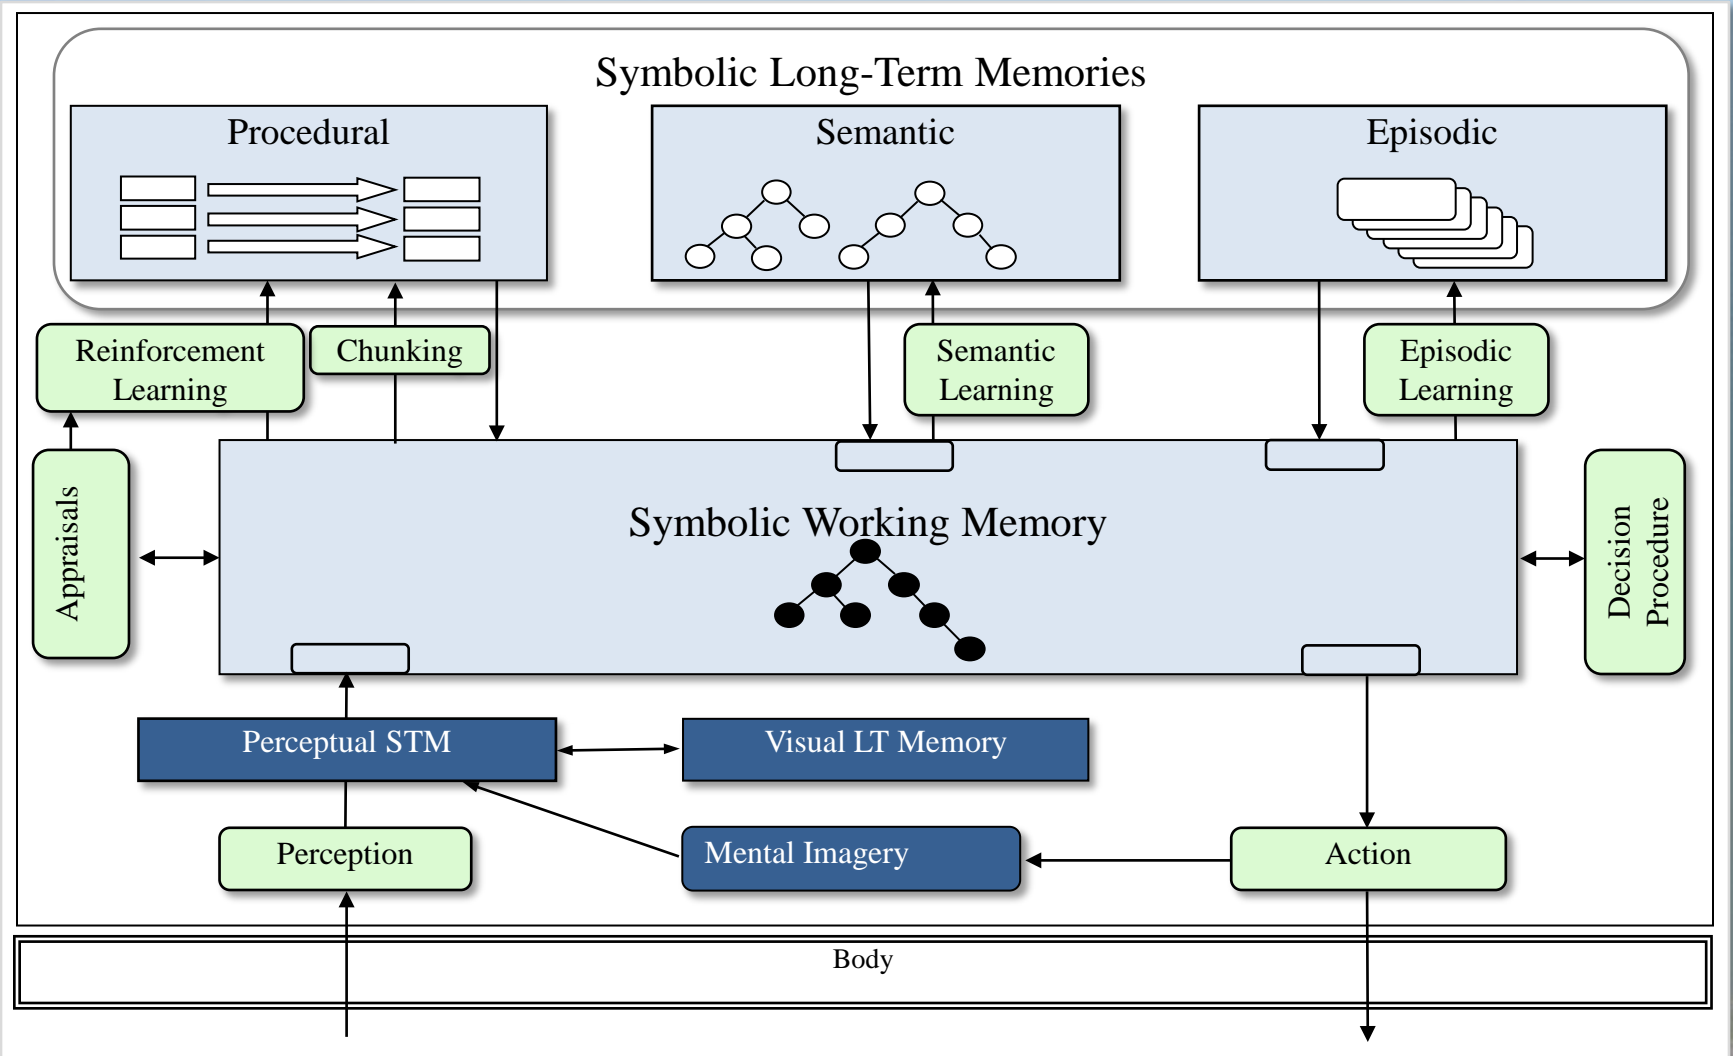 Symbolic Long-Term Memories
Procedural
Semantic
Episodic
Reinforcement
Learning
Chunking
Semantic
Learning
Episodic
Learning
Appraisals
Symbolic Working Memory
Decision
Procedure
Perceptual STM
Visual LT Memory
Perception
Mental Imagery
Action
Body